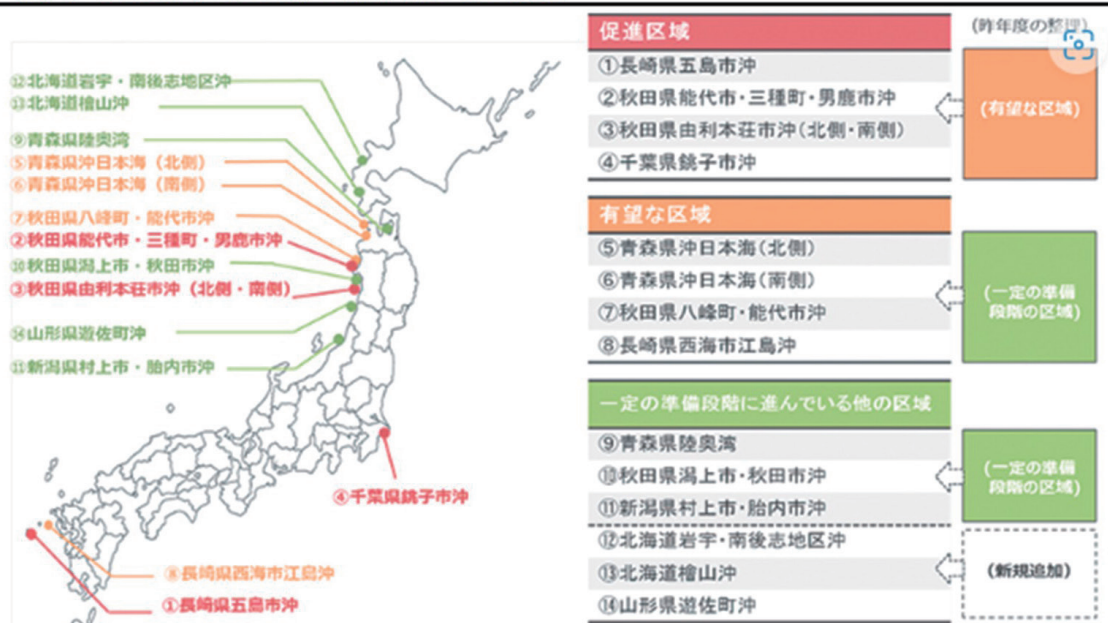 ⑫北海道岩宇・南後志地区沖
⑬北海道檜山沖
⑨青森県陸奥湾
⑤青森県沖日本海（北側）
⑥青森県沖日本海（南側）
⑦秋田県八峰町・能代市沖
②秋田県能代市・三種町・男鹿市沖
⑩秋田県潟上市・秋田市沖
③秋田県由利本荘市沖（北側・南側）
⑭山形県遊佐町沖
⑪新潟県村上市・胎内市沖
④千葉県銚子市沖
⑧長崎県西海市江島沖
①長崎県五島市沖
促進区域
①長崎県五島市沖
②秋田県能代市・三種町・男鹿市沖
③秋田県由利本荘市沖（北側・南側）
④千葉県銚子市沖
(昨年度の整理)
(有望な区域)
有望な区域
⑤青森県沖日本海（北側）
⑥青森県沖日本海（南側）
⑦秋田県八峰町・能代市沖
⑧長崎県西海市江島沖
(一定の準備
段階の区域)
一定の準備段階に進んでいる他の区域
⑨青森県陸奥湾
⑩秋田県潟上市・秋田市沖
⑪新潟県村上市・胎内市沖
⑫北海道岩宇・南後志地区沖
⑬北海道檜山沖
⑭山形県遊佐町沖
(一定の準備
段階の区域)
(新規追加)